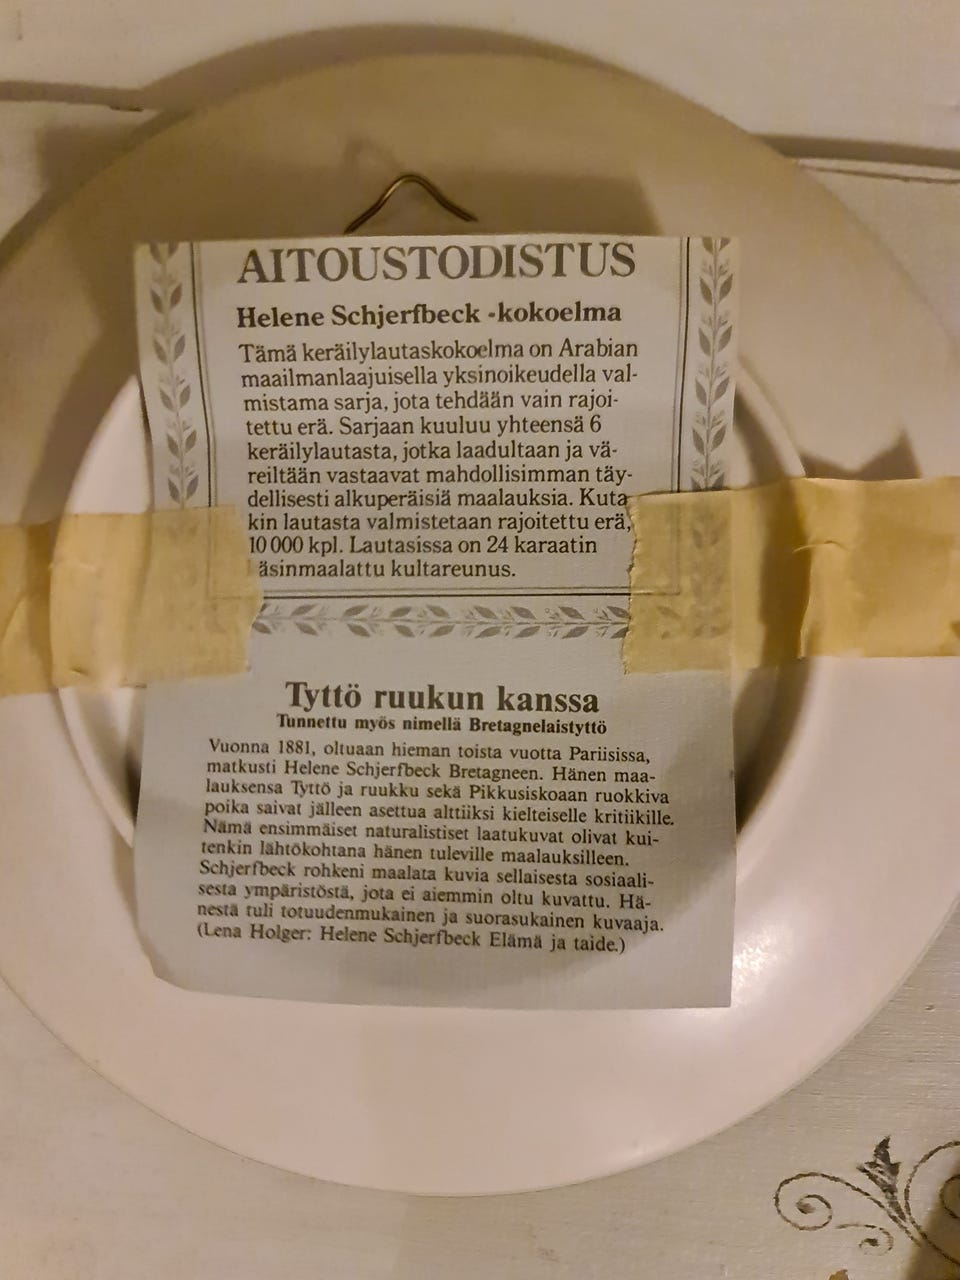 AITOUSTODISTUS
Helene Schjerfbeck -kokoelma
Tämä keräilylautaskokoelma on Arabian
maailmanlaajuisella yksinoikeudella val-
mistama sarja, jota tehdään vain rajoi-
tettu erä. Sarjaan kuuluu yhteensä 6
keräilylautasta, jotka laadultaan ja vä-
reiltään vastaavat mahdollisimman täy-
dellisesti alkuperäisiä maalauksia. Kuta
kin lautasta valmistetaan rajoitettu erä,
10 000 kpl. Lautasissa on 24 karaatin
äsinmaalattu kultareunus.
Tyttö ruukun kanssa
Tunnettu myös nimellä Bretagnelaistyttö
Vuonna 1881, oltuaan hieman toista vuotta Pariisissa,
matkusti Helene Schjerfbeck Bretagneen. Hänen maa-
lauksensa Tyttö ja ruukku sekä Pikkusiskoaan ruokkiva
poika saivat jälleen asettua alttiiksi kielteiselle kritiikille.
Nämä ensimmäiset naturalistiset laatukuvat olivat kui-
tenkin lähtökohtana hänen tuleville maalauksilleen.
Schjerfbeck rohkeni maalata kuvia sellaisesta sosiaali-
sesta ympäristöstä, jota ei aiemmin oltu kuvattu. Hä-
nestä tuli totuudenmukainen ja suorasukainen kuvaaja.
(Lena Holger: Helene Schjerfbeck Elämä ja taide.)